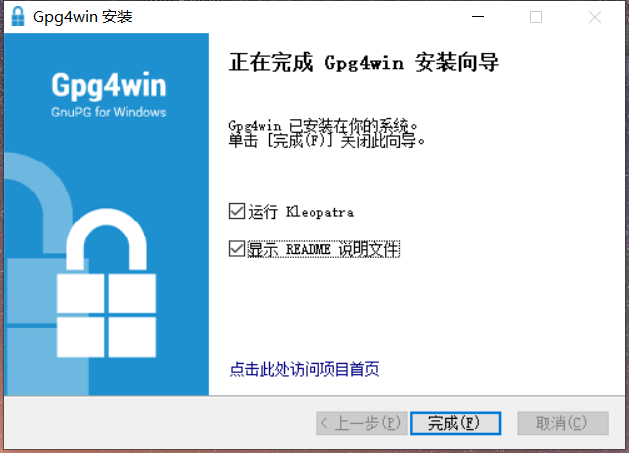 Gpg4win 安装
Gpg4win
GnuPG for Windows
正在完成 Gpg4win 安装向导
Gpg4win 已安装在你的系统。
单击 [完成(F)] 关闭此向导。
运行 Kleopatra
显示 README 说明文件
点击此处访问项目首页
< 上一步(P)
完成(F)
取消(C)